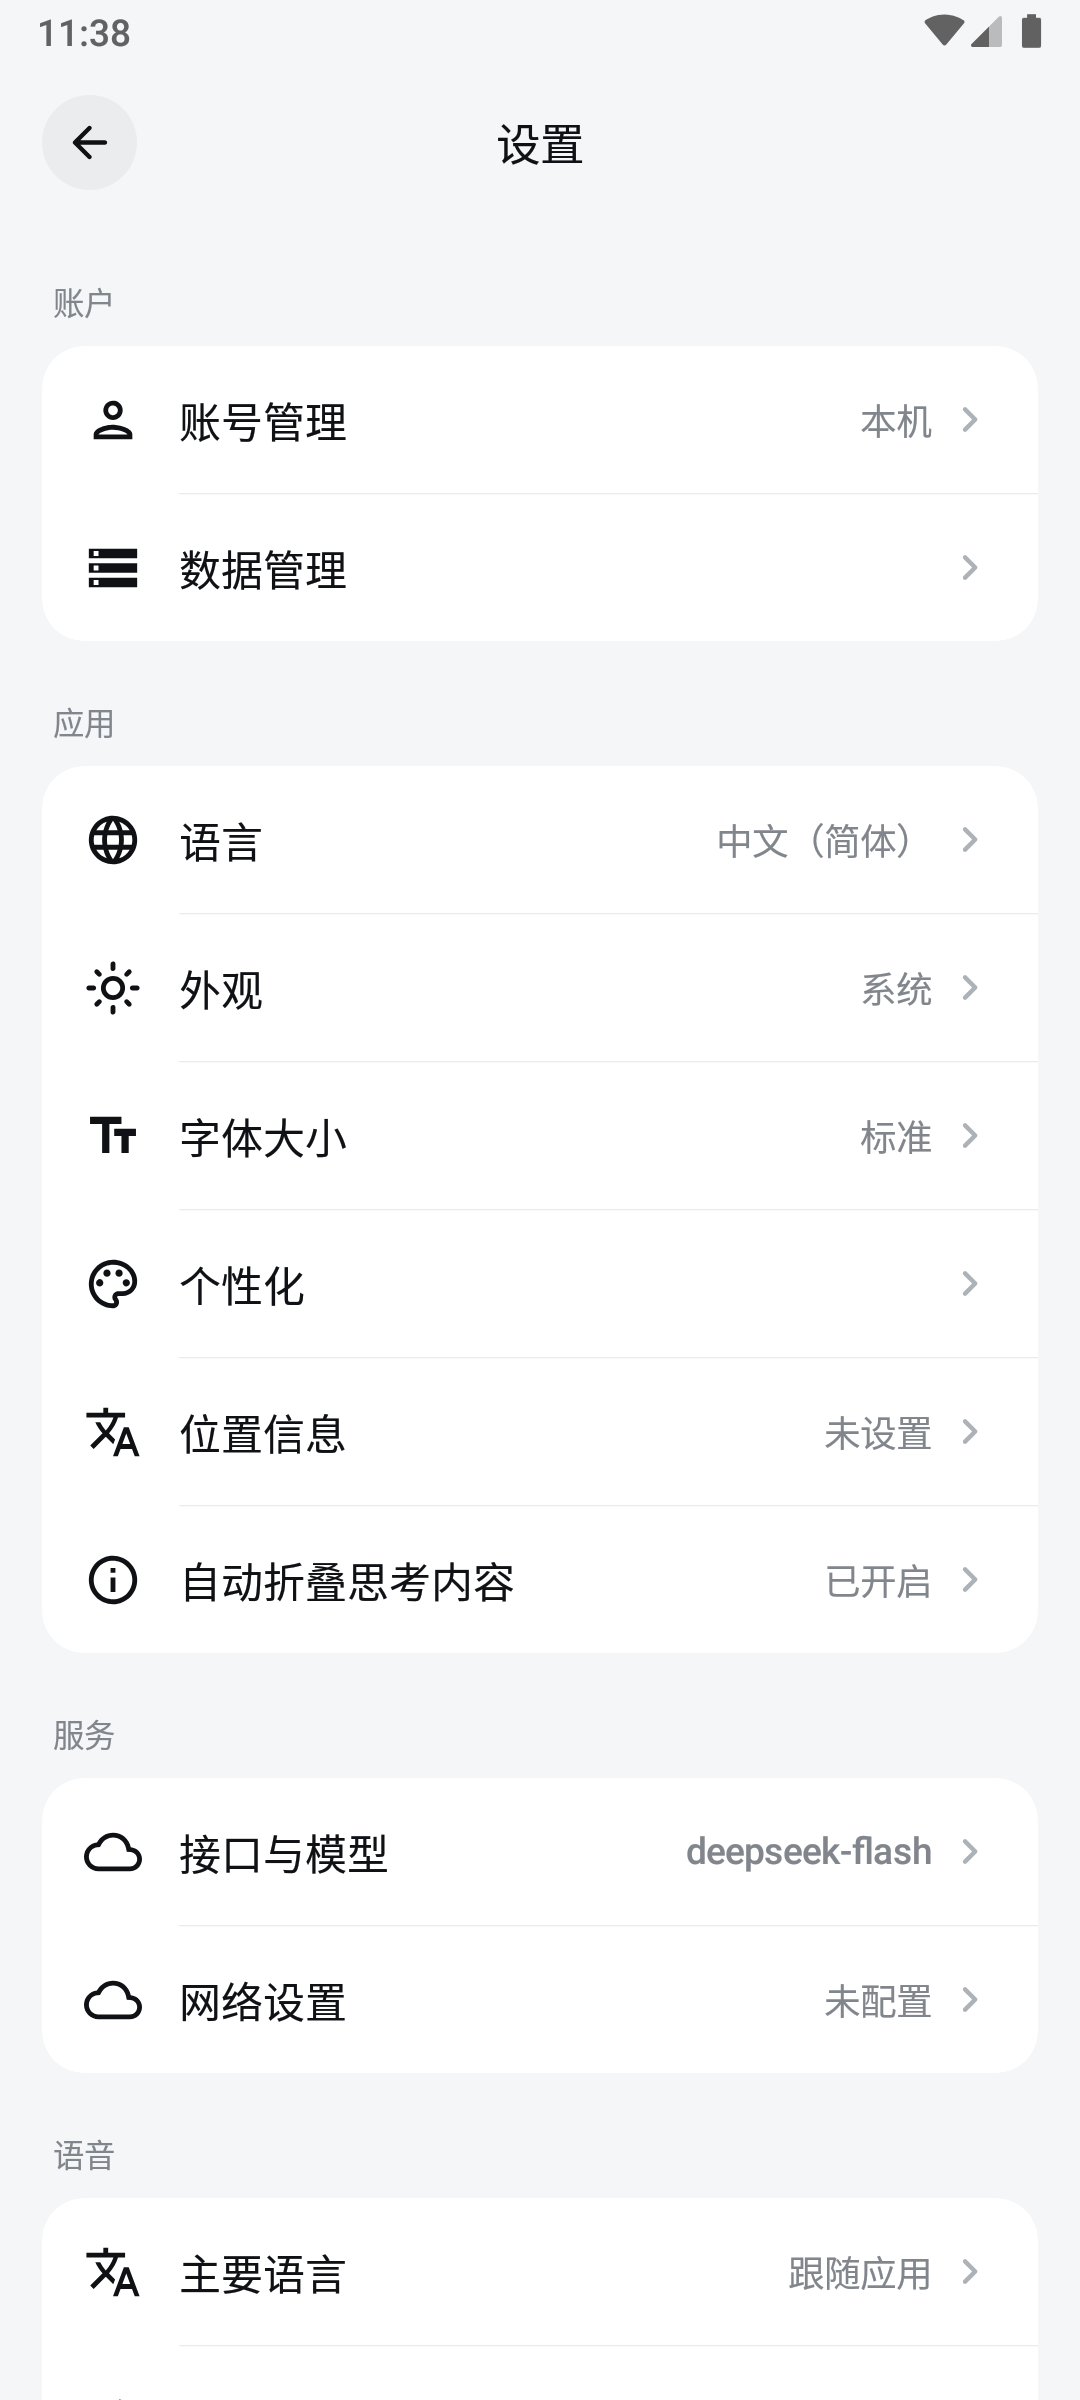 11:38
设置
账户
账号管理 本机
数据管理
应用
语言 中文（简体）
外观 系统
字体大小 标准
个性化
位置信息 未设置
自动折叠思考内容 已开启
服务
接口与模型 deepseek-flash
网络设置 未配置
语音
主要语言 跟随应用